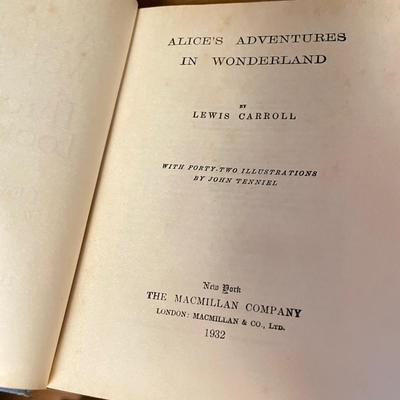 ALICE'S ADVENTURES
IN WONDERLAND
BY
LEWIS CARROLL
WITH FORTY-TWO ILLUSTRATIONS
BY JOHN TENNIEL
New York
THE MACMILLAN COMPANY
LONDON: MACMILLAN & CO., LTD.
1932